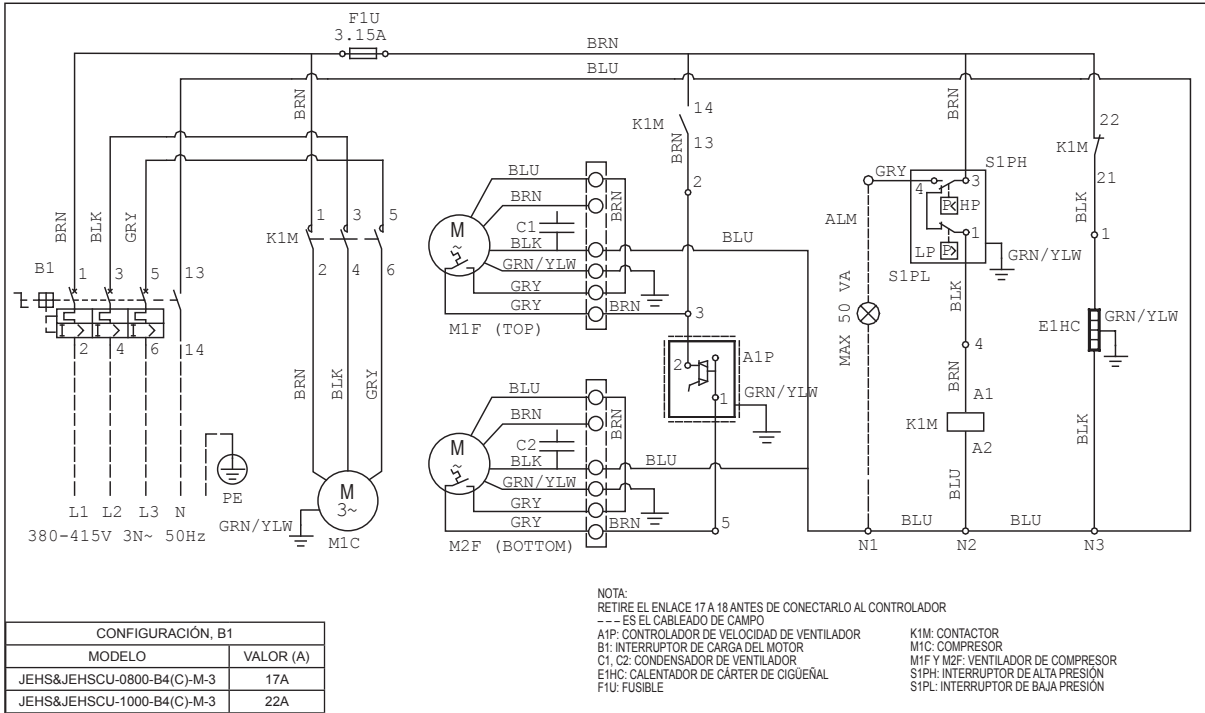 F1U
3.15A
BRN
BLU
BRN
BRN
14
K1M
13
BRN
22
K1M
21
BLU
BRN
C1
BLK
GRN/YLW
GRY
GRY
BRN
BRN
M
~
M1F (TOP)
2
BLU
3
GRY
ALM
MAX 50 VA
S1PH
4
3
P< HP
1
LP P>
S1PL
GRN/YLW
BLK
BLK
1
BRN
BLK
GRY
B1
1
3
5
13
I> I> I>
2
4
6
14
K1M
1
3
5
2
4
6
BRN
BLK
GRY
2
A1P
1
GRN/YLW
E1HC
GRN/YLW
4
BRN
A1
K1M
A2
BLU
BLK
BLU
BRN
C2
BLK
GRN/YLW
GRY
GRY
BRN
BRN
M
~
M2F (BOTTOM)
BLU
5
L1
L2
L3
N
PE
380-415V 3N~ 50Hz
GRN/YLW
M
3~
M1C
BLU
BLU
N1
N2
N3
NOTA:
RETIRE EL ENLACE 17 A 18 ANTES DE CONECTARLO AL CONTROLADOR
--- ES EL CABLEADO DE CAMPO
A1P: CONTROLADOR DE VELOCIDAD DE VENTILADOR
B1: INTERRUPTOR DE CARGA DEL MOTOR
C1, C2: CONDENSADOR DE VENTILADOR
E1HC: CALENTADOR DE CÁRTER DE CIGÜEÑAL
F1U: FUSIBLE
K1M: CONTACTOR
M1C: COMPRESOR
M1F Y M2F: VENTILADOR DE COMPRESOR
S1PH: INTERRUPTOR DE ALTA PRESIÓN
S1PL: INTERRUPTOR DE BAJA PRESIÓN
CONFIGURACIÓN, B1
MODELO VALOR (A)
JEHS&JEHSCU-0800-B4(C)-M-3 17A
JEHS&JEHSCU-1000-B4(C)-M-3 22A